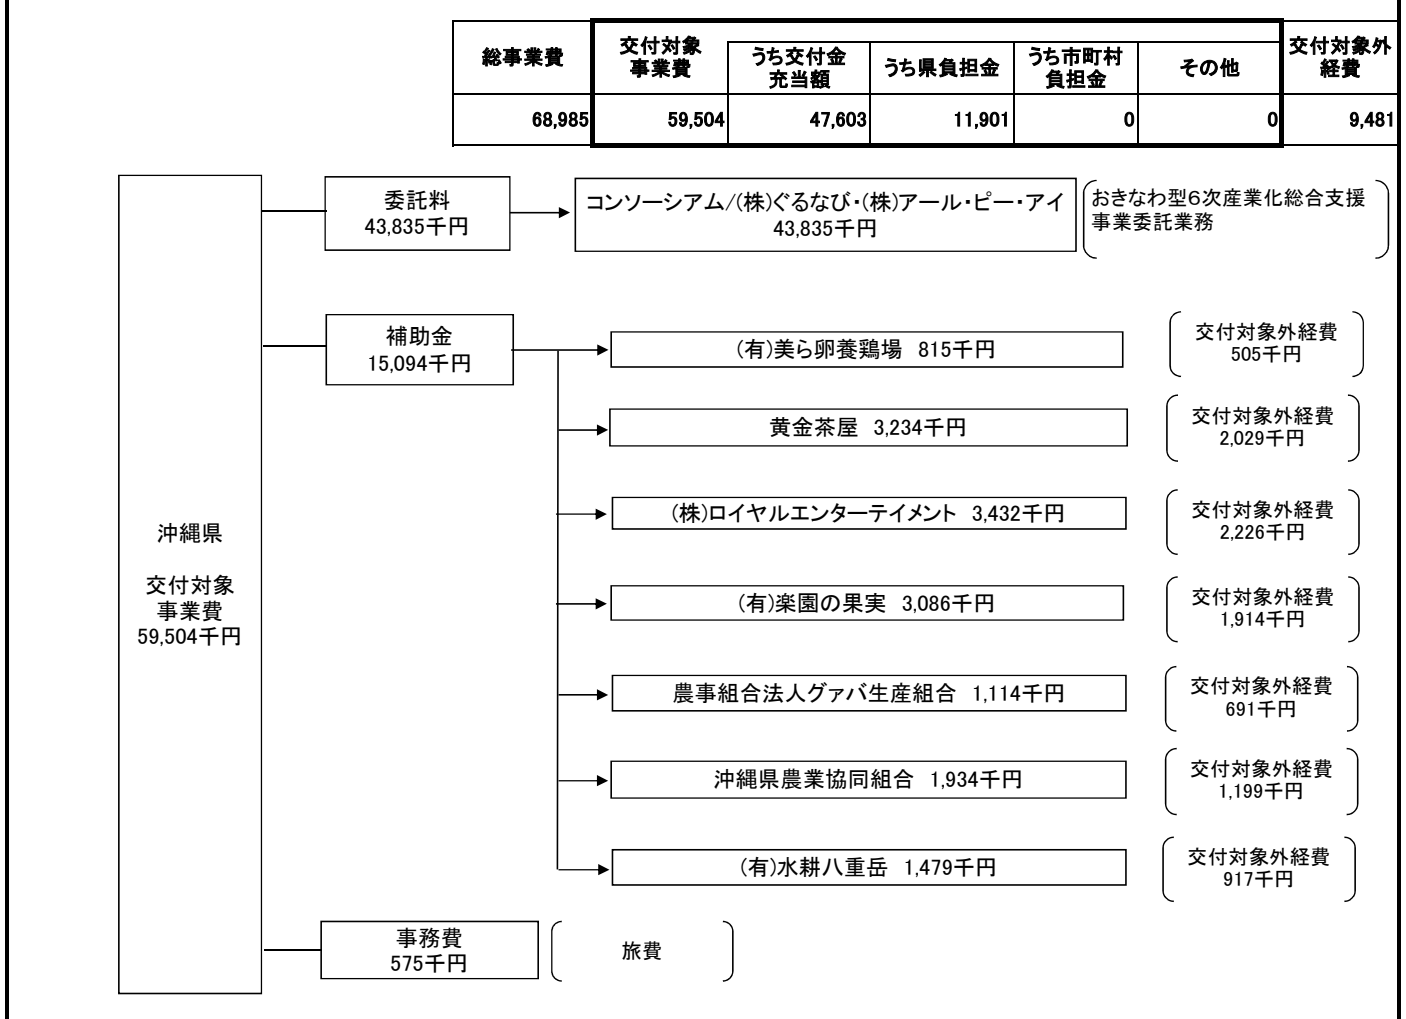 総事業費
交付対象
事業費
うち交付金
充当額
うち県負担金
うち市町村
負担金
その他
交付対象外
経費
68,985
59,504
47,603
11,901
0
0
9,481
委託料
43,835千円
コンソーシアム/(株)ぐるなび・(株)アール・ピー・アイ
43,835千円
おきなわ型6次産業化総合支援
事業委託業務
補助金
15,094千円
(有)美ら卵養鶏場 815千円
交付対象外経費
505千円
黄金茶屋 3,234千円
交付対象外経費
2,029千円
(株)ロイヤルエンターテイメント 3,432千円
交付対象外経費
2,226千円
沖縄県
交付対象
事業費
59,504千円
(有)楽園の果実 3,086千円
交付対象外経費
1,914千円
農事組合法人グァバ生産組合 1,114千円
交付対象外経費
691千円
沖縄県農業協同組合 1,934千円
交付対象外経費
1,199千円
(有)水耕八重岳 1,479千円
交付対象外経費
917千円
事務費
575千円
旅費